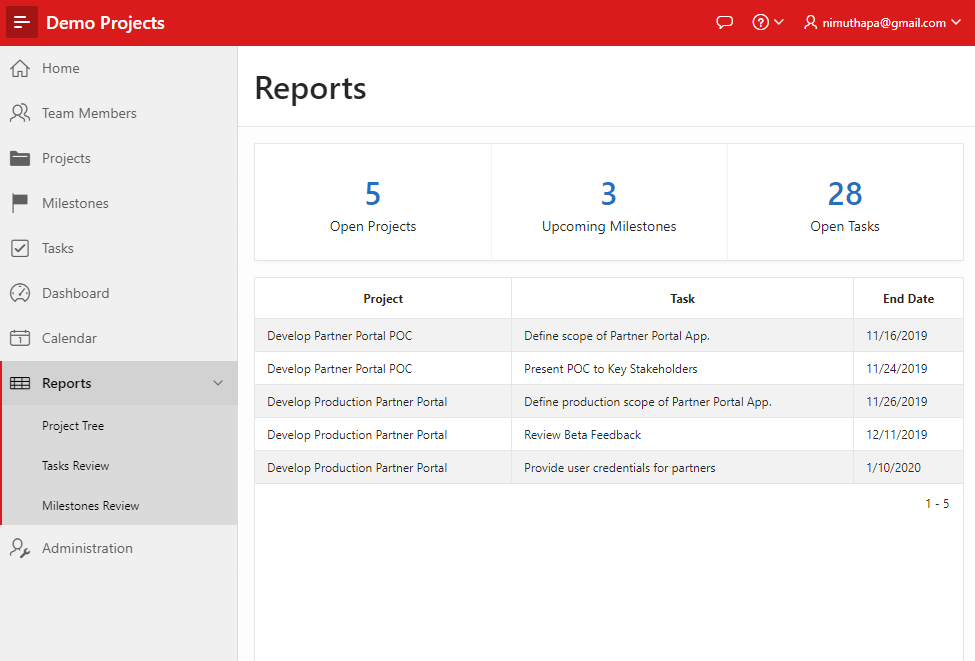 Demo Projects
nimuthapa@gmail.com
Home
Team Members
Projects
Milestones
Tasks
Dashboard
1
Calendar
Reports
Project Tree
Tasks Review
Milestones Review
Administration
Reports
5 3 28
Open Projects Upcoming Milestones Open Tasks
Project Task End Date
Develop Partner Portal POC Define scope of Partner Portal App. 11/16/2019
Develop Partner Portal POC Present POC to Key Stakeholders 11/24/2019
Develop Production Partner Portal Define production scope of Partner Portal App. 11/26/2019
Develop Production Partner Portal Review Beta Feedback 12/11/2019
Develop Production Partner Portal Provide user credentials for partners 1/10/2020
1 - 5